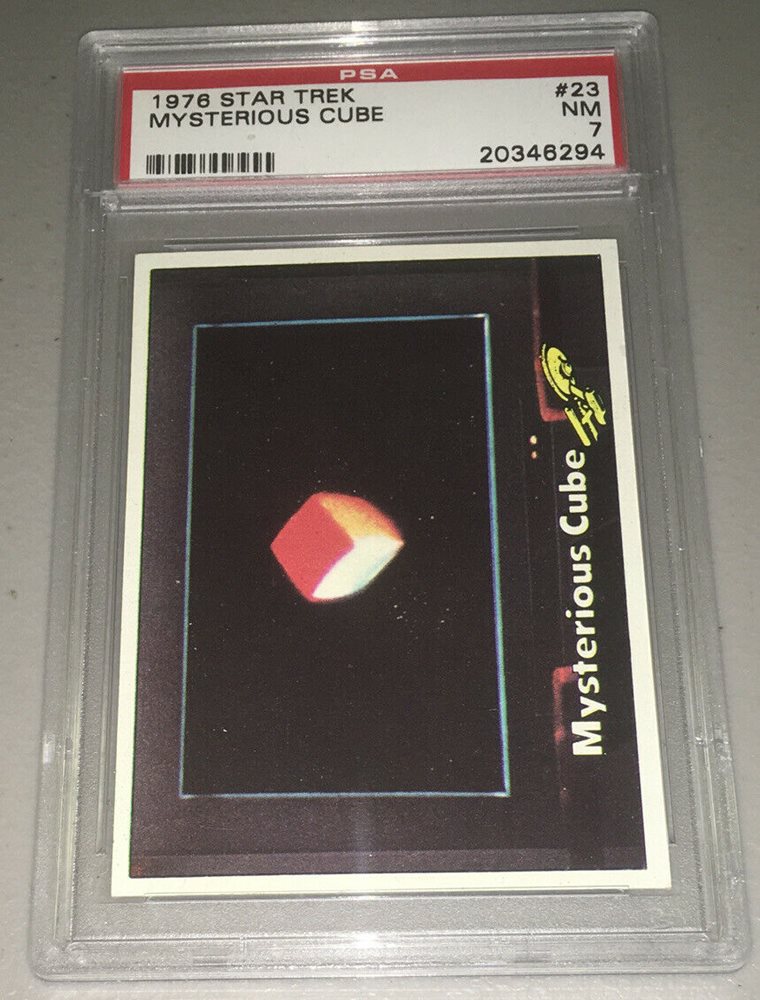 PSA
1976 STAR TREK #23
MYSTERIOUS CUBE NM
7
20346294
Mysterious Cube